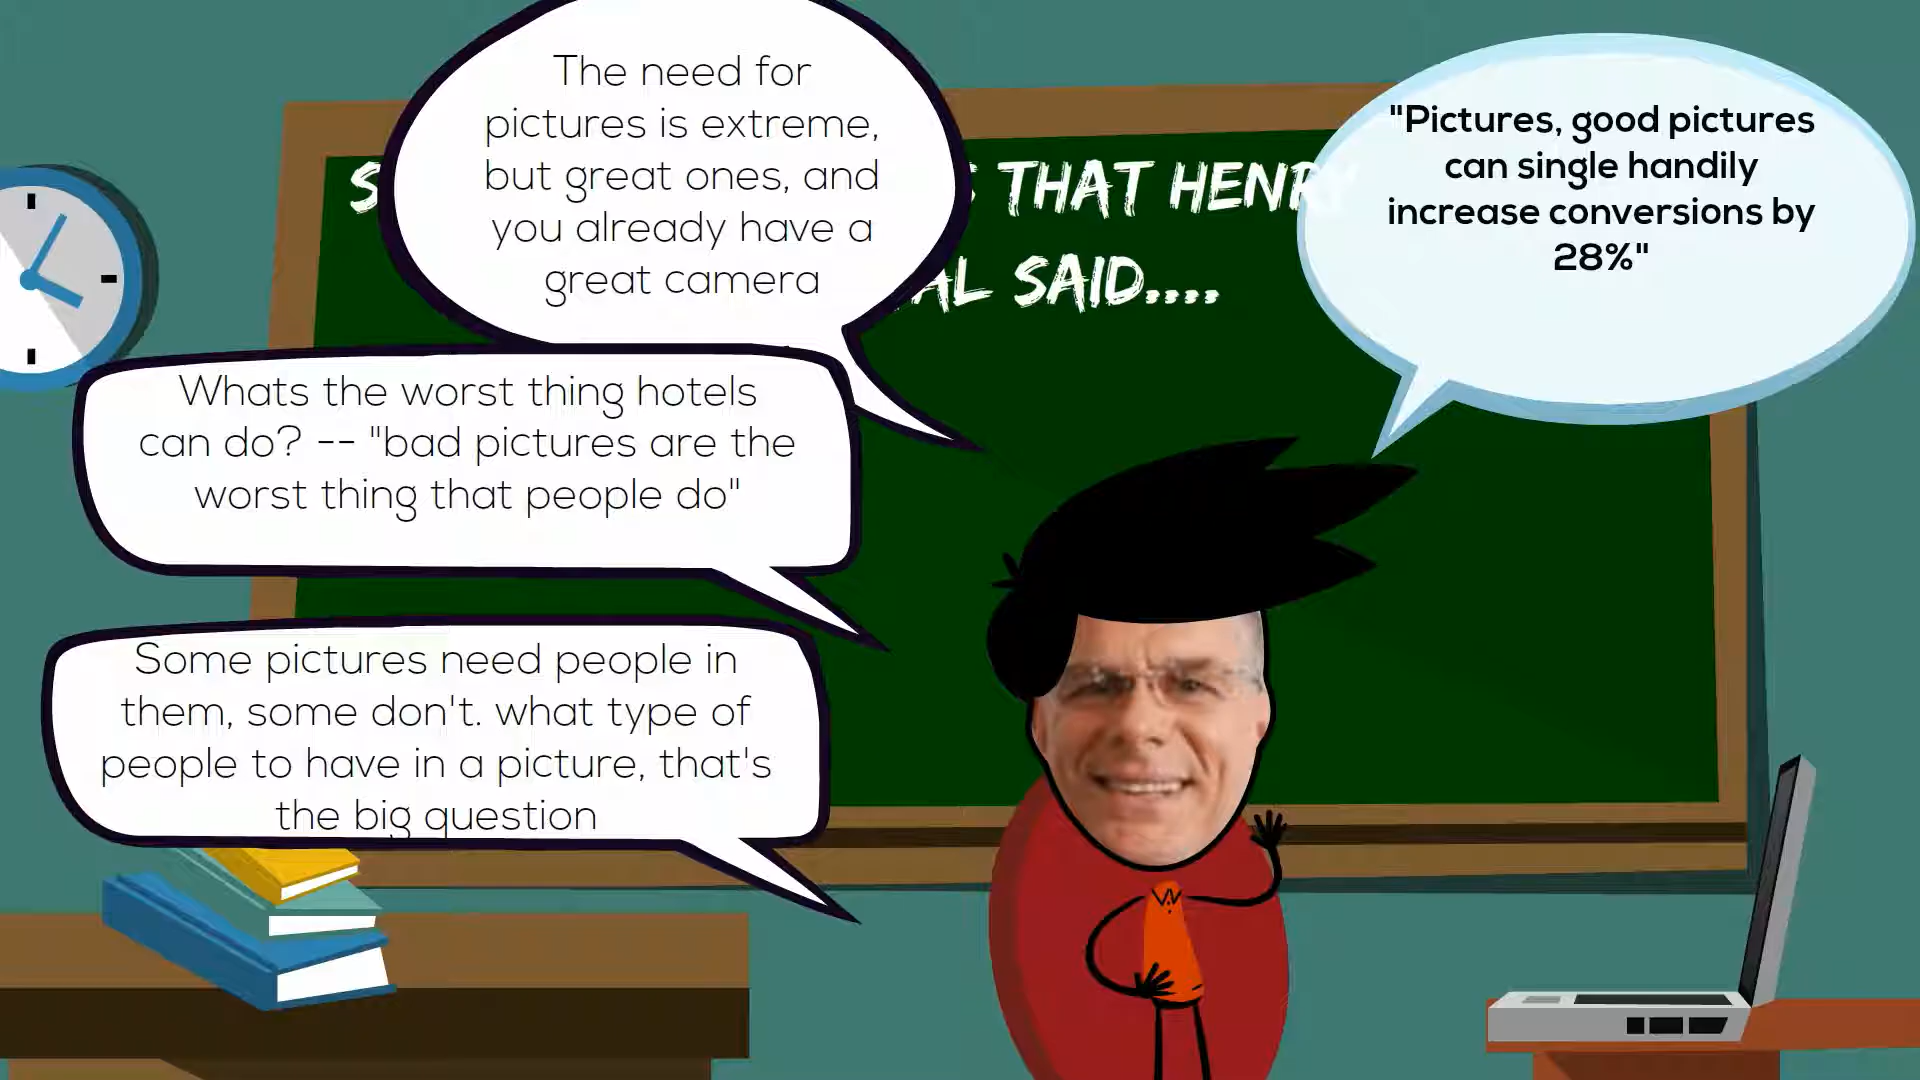 The need for
pictures is extreme,
but great ones, and
you already have a
great camera
"Pictures, good pictures
can single handily
increase conversions by
28%"
THAT HENRY
SAID....
Whats the worst thing hotels
can do? -- "bad pictures are the
worst thing that people do"
Some pictures need people in
them, some don't. what type of
people to have in a picture, that's
the big question